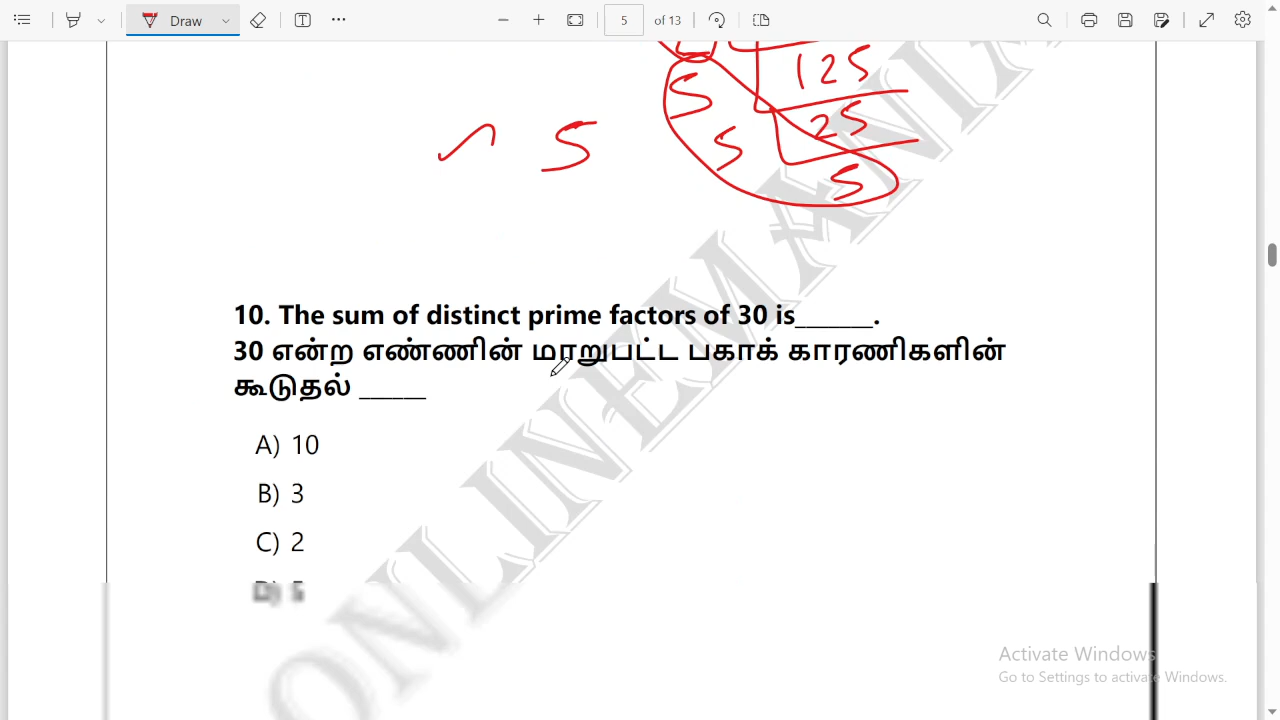 Draw
5 of 13
125
5
25
5
5
5
10. The sum of distinct prime factors of 30 is______.
30 என்ற எண்ணின் மாறுபட்ட பகாக் காரணிகளின்
கூடுதல் _____
A) 10
B) 3
C) 2
D) 5
ONLINEMANI
Activate Windows
Go to Settings to activate Windows.